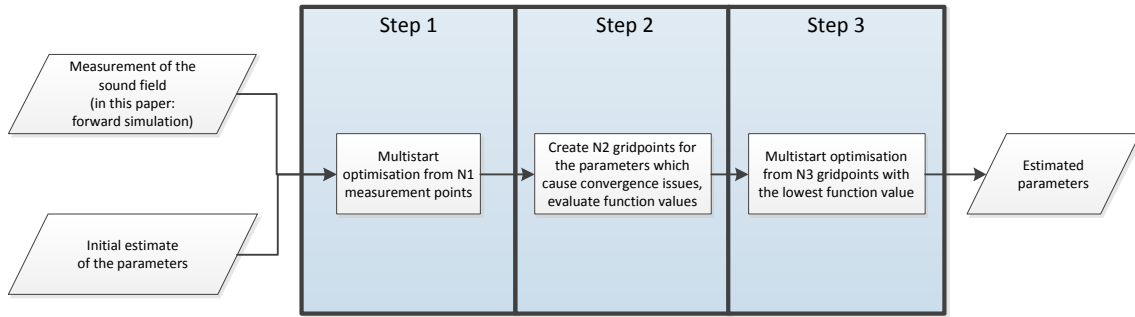 Step 1
Step 2
Step 3
Measurement of the
sound field
(in this paper:
forward simulation)
Initial estimate
of the parameters
Multistart
optimisation from N1
measurement points
Create N2 gridpoints for
the parameters which
cause convergence issues,
evaluate function values
Multistart optimisation
from N3 gridpoints with
the lowest function value
Estimated
parameters